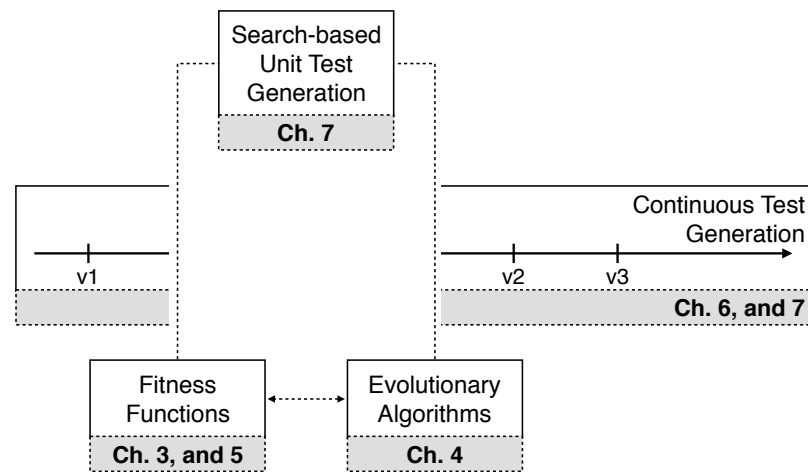 Search-based
Unit Test
Generation
Ch. 7
Continuous Test
Generation
v1
v2
v3
Ch. 6, and 7
Fitness
Functions
Ch. 3, and 5
Evolutionary
Algorithms
Ch. 4